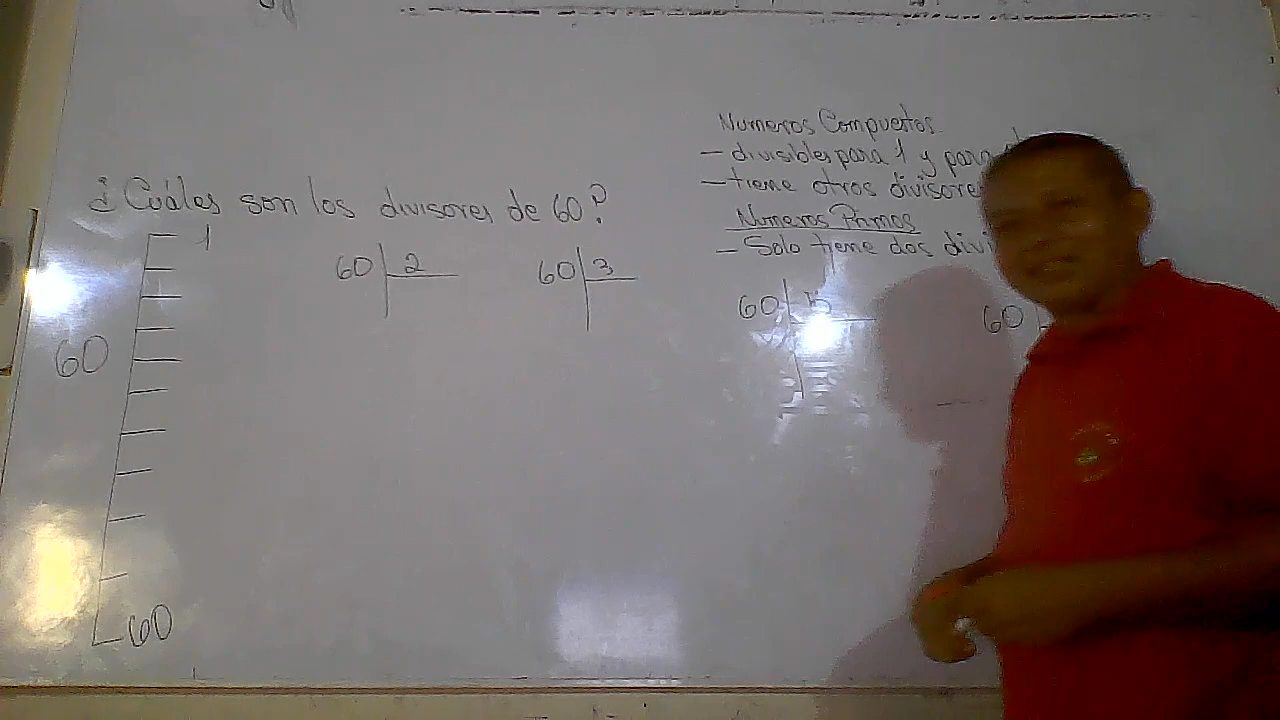 Numeros Compuestos
- divisibles para 1 y para
- tiene otros divisores
Numeros Primos
- Solo tiene dos divi
¿Cuáles son los divisores de 60?
1
60
60
60 2
60 3
60 5
60